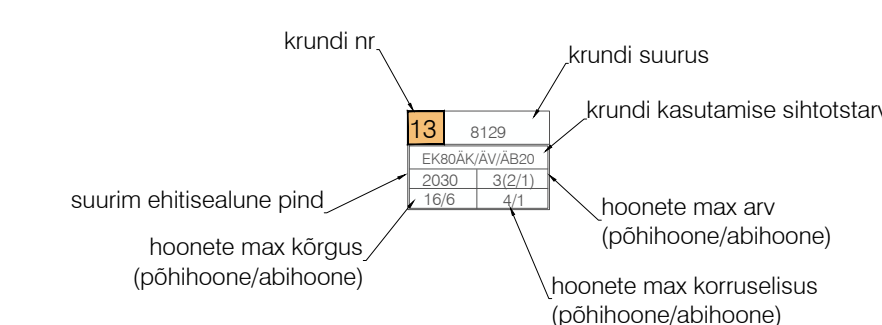 krundi nr
krundi suurus
krundi kasutamise sihtotstarv
13
8129
EK80ÄK/ÄV/ÄB20
2030 3(2/1)
16/6 4/1
suurim ehitisealune pind
hoonete max arv
(põhihoone/abihoone)
hoonete max kõrgus
(põhihoone/abihoone)
hoonete max korruselisus
(põhihoone/abihoone)